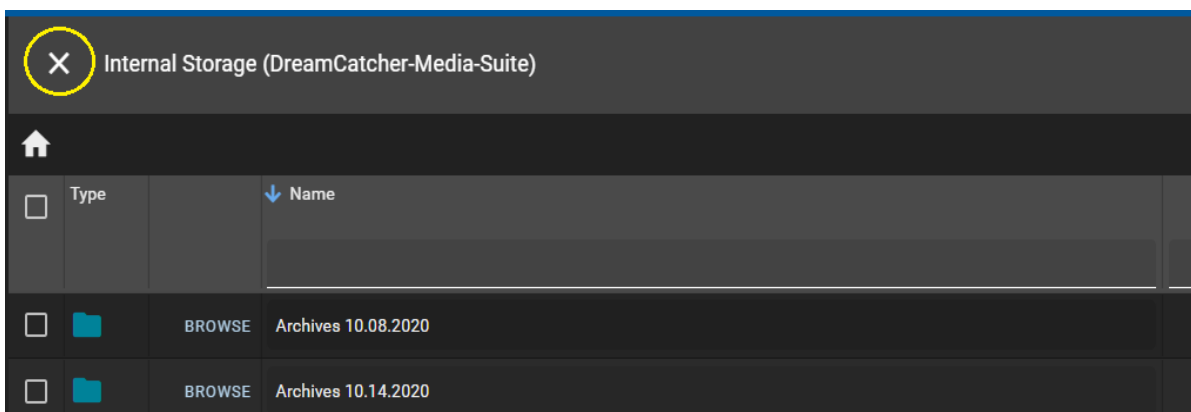 Internal Storage (DreamCatcher-Media-Suite)
Type Name
BROWSE Archives 10.08.2020
BROWSE Archives 10.14.2020